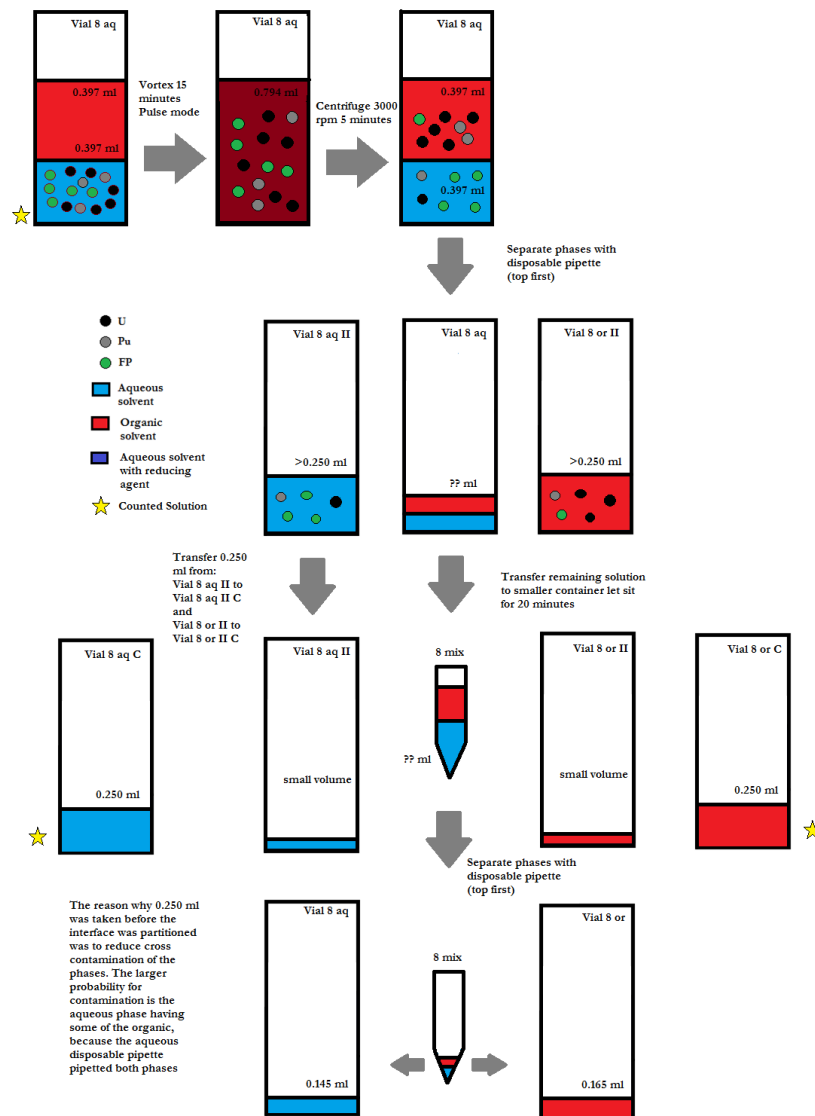 Vial 8 aq
0.397 ml
0.397 ml
Vortex 15
minutes
Pulse mode
Vial 8 aq
0.794 ml
Centrifuge 3000
rpm 5 minutes
Vial 8 aq
0.397 ml
0.397 ml
Separate phases with
disposable pipette
(top first)
U
Pu
FP
Aqueous
solvent
Organic
solvent
Aqueous solvent
with reducing
agent
Counted Solution
Vial 8 aq II
>0.250 ml
Vial 8 aq
?? ml
Vial 8 or II
>0.250 ml
Transfer 0.250
ml from:
Vial 8 aq II to
Vial 8 aq II C
and
Vial 8 or II to
Vial 8 or II C
Transfer remaining solution
to smaller container let sit
for 20 minutes
Vial 8 aq C
0.250 ml
Vial 8 aq II
small volume
8 mix
?? ml
Vial 8 or II
small volume
Vial 8 or C
0.250 ml
Separate phases with
disposable pipette
(top first)
The reason why 0.250 ml
was taken before the
interface was partitioned
was to reduce cross
contamination of the
phases. The larger
probability for
contamination is the
aqueous phase having
some of the organic,
because the aqueous
disposable pipette
pipetted both phases
Vial 8 aq
0.145 ml
8 mix
Vial 8 or
0.165 ml